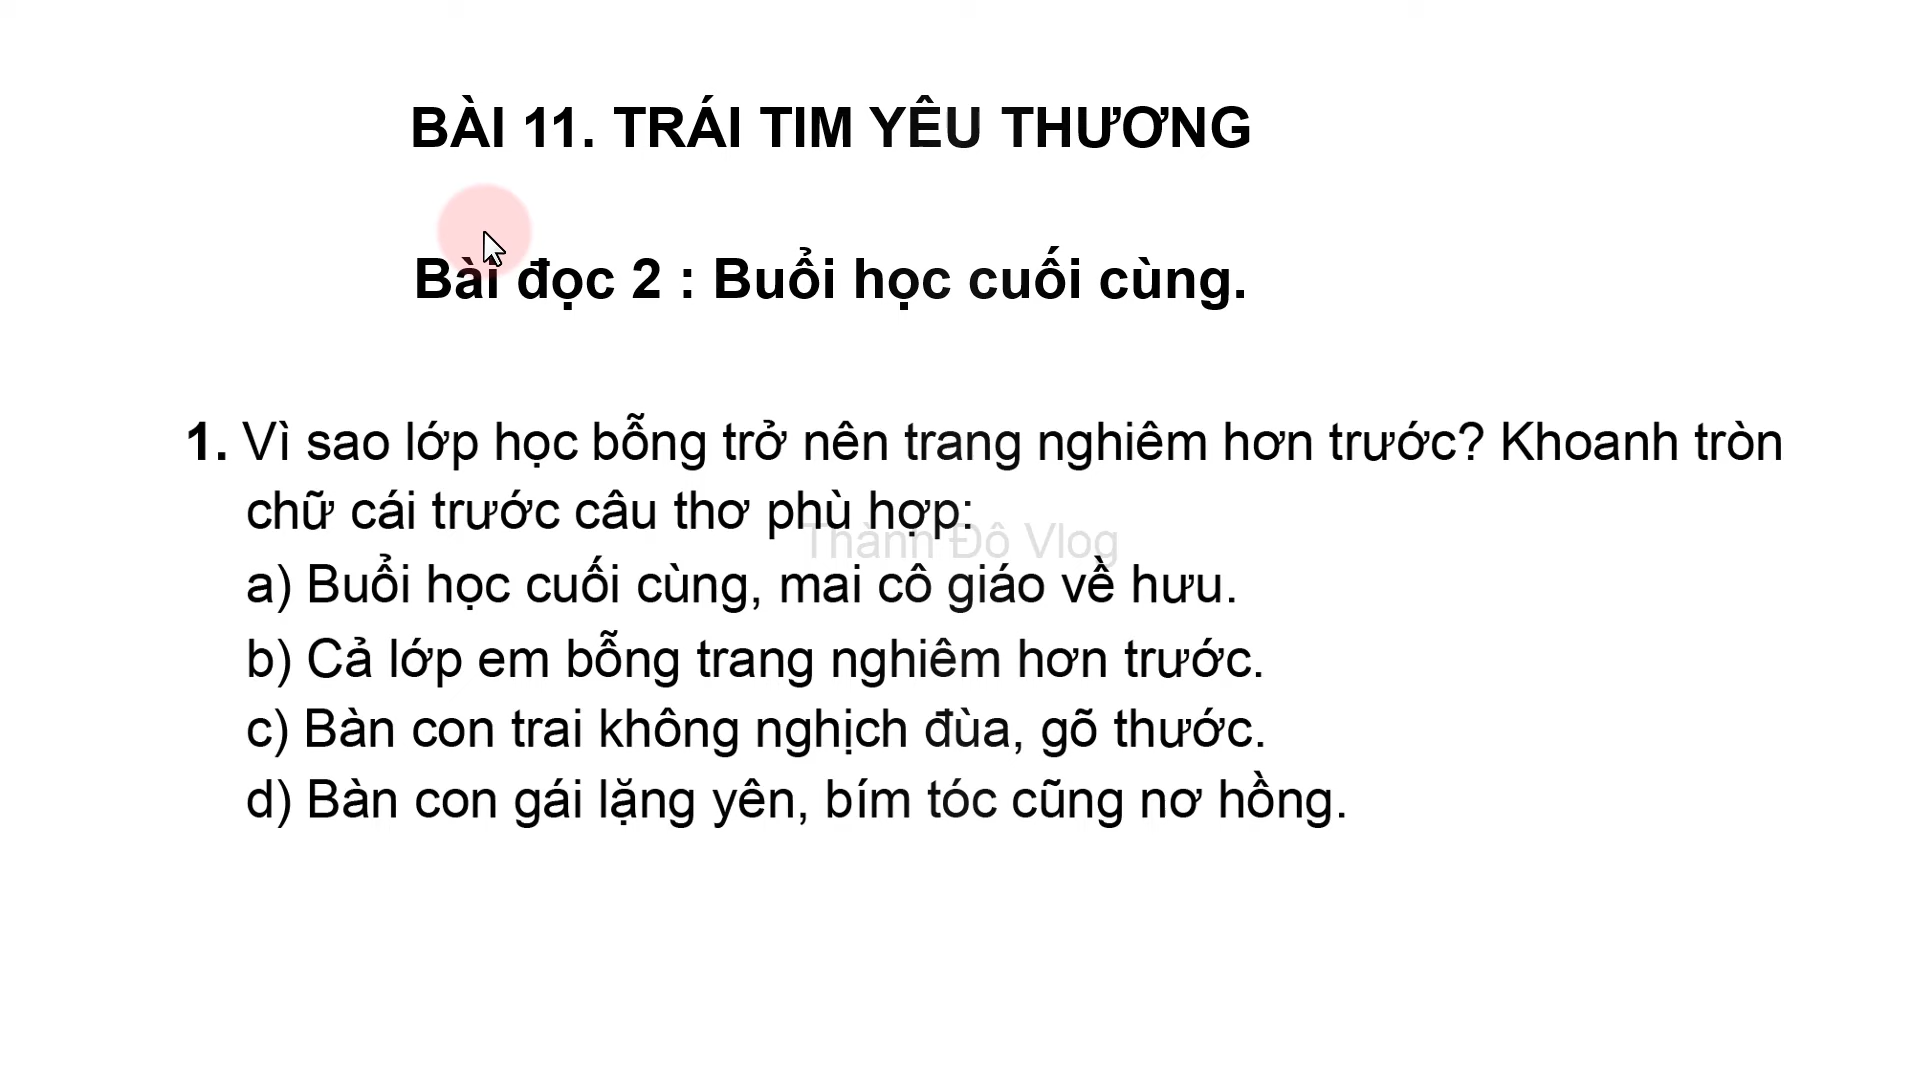 BÀI 11. TRÁI TIM YÊU THƯƠNG
Bài đọc 2 : Buổi học cuối cùng.
1. Vì sao lớp học bỗng trở nên trang nghiêm hơn trước? Khoanh tròn
chữ cái trước câu thơ phù hợp:
Thành Đô Vlog
a) Buổi học cuối cùng, mai cô giáo về hưu.
b) Cả lớp em bỗng trang nghiêm hơn trước.
c) Bàn con trai không nghịch đùa, gõ thước.
d) Bàn con gái lặng yên, bím tóc cũng nơ hồng.